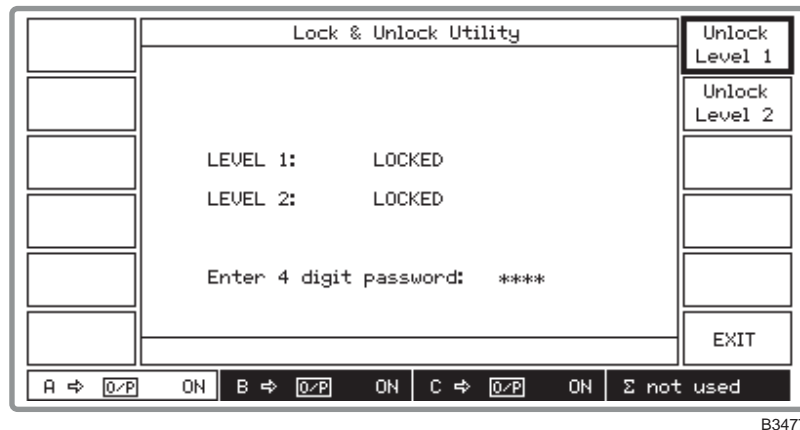 Lock & Unlock Utility
Unlock
Level 1
Unlock
Level 2
LEVEL 1: LOCKED
LEVEL 2: LOCKED
Enter 4 digit password: ****
EXIT
A ⇨ O/P ON B ⇨ O/P ON C ⇨ O/P ON Σ not used